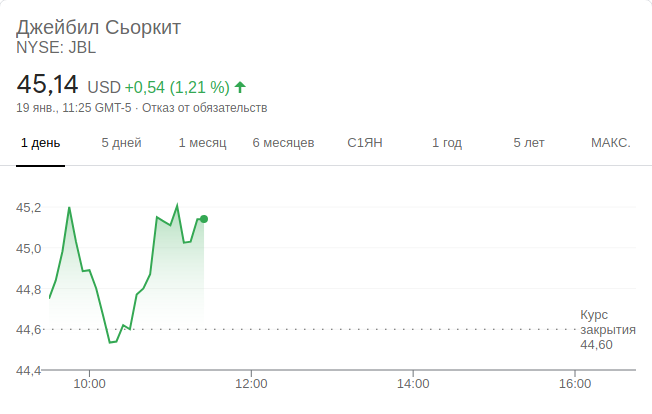 Джейбил Сьоркит
NYSE: JBL
45,14 USD +0,54 (1,21 %)
19 янв., 11:25 GMT-5 · Отказ от обязательств
1 день 5 дней 1 месяц 6 месяцев С1ЯН 1 год 5 лет МАКС.
45,2
45,0
44,8
44,6
44,4
Курс
закрытия
44,60
10:00 12:00 14:00 16:00